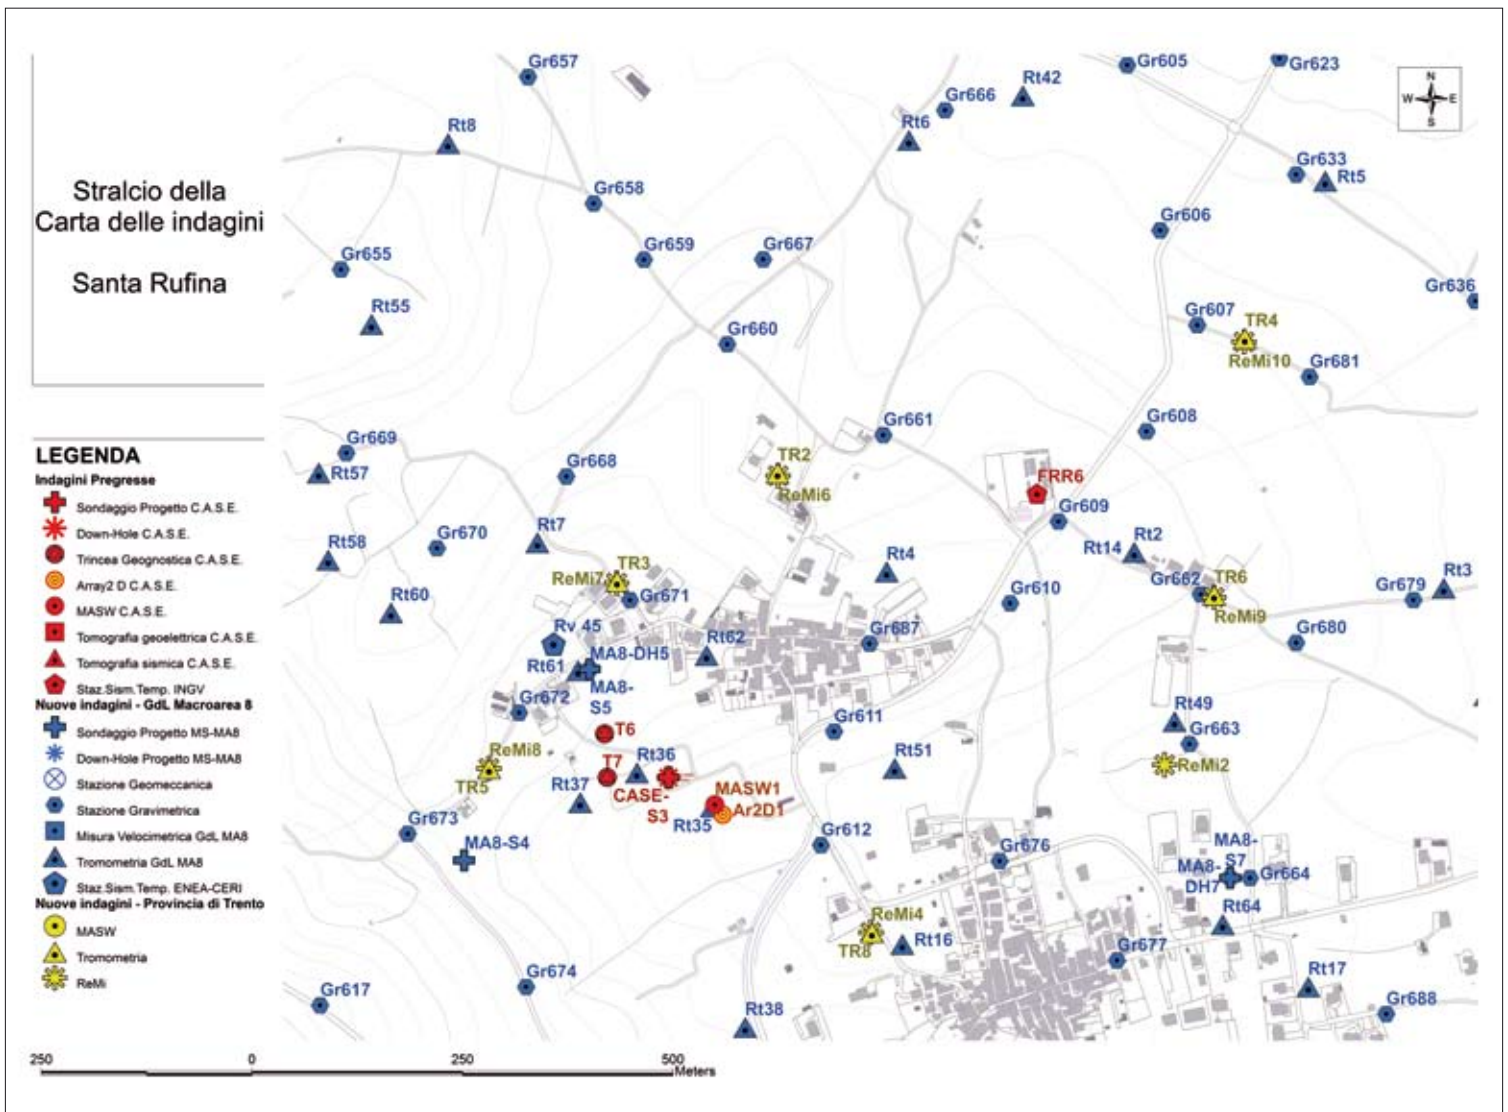 Stralcio della
Carta delle indagini
Santa Rufina
LEGENDA
Indagini Pregresse
Sondaggio Progetto C.A.S.E.
Down-Hole C.A.S.E.
Trincea Geognostica C.A.S.E.
Array2 D C.A.S.E.
MASW C.A.S.E.
Tomografia geoelettrica C.A.S.E.
Tomografia sismica C.A.S.E.
Staz.Sism.Temp. INGV
Nuove indagini - GdL Macroarea 8
Sondaggio Progetto MS-MA8
Down-Hole Progetto MS-MA8
Stazione Geomeccanica
Stazione Gravimetrica
Misura Velocimetrica GdL MA8
Tromometria GdL MA8
Staz.Sism.Temp. ENEA-CERI
Nuove indagini - Provincia di Trento
MASW
Tromometria
ReMi
Gr657
Gr605
Gr623
N
W
E
S
Rt42
Gr666
Rt6
Rt8
Gr633
Rt5
Gr658
Gr606
Gr659
Gr667
Gr655
Gr636
Rt55
Gr607
TR4
Gr660
ReMi10
Gr681
Gr661
Gr608
Gr669
Rt57
Gr668
TR2
FRR6
ReMi6
Gr609
Rt58
Gr670
Rt7
Rt14
Rt2
Rt4
TR3
ReMi7
Gr662
TR6
Gr679
Rt3
Rt60
Gr671
Gr610
ReMi9
Rv 45
Rt62
Gr687
Gr680
MA8-DH5
Rt61
MA8-
S5
Gr672
Rt49
Gr611
Gr663
T6
ReMi8
T7
Rt36
Rt51
ReMi2
TR5
Rt37
CASE-
S3
MASW1
Ar2D1
Rt35
Gr673
MA8-S4
Gr612
Gr676
MA8-
S7
MA8-
DH7
Gr664
ReMi4
Rt64
TR8
Rt16
Gr677
Gr674
Rt17
Gr617
Gr688
Rt38
250
0
250
500
Meters